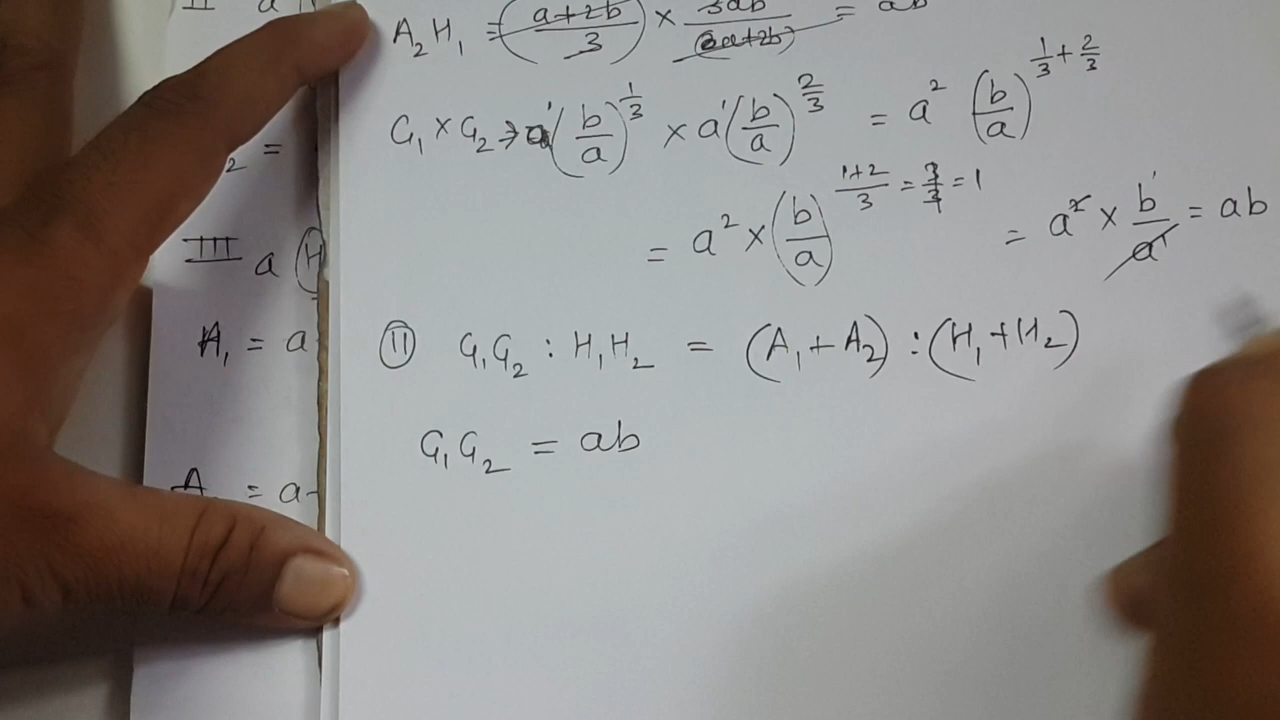 II a
A₂H₁ = (a+2b/3) × 3ab/(2a+2b) = ab
G₁ × G₂ → a(b/a)^1/3 × a(b/a)^2/3 = a² (b/a)^1/3+2/3
₂ =
= a² × (b/a)^1+2/3 = 3/3 = 1 = a² × b/a = ab
III a H
A₁ = a
(II) G₁G₂ : H₁H₂ = (A₁+A₂) : (H₁+H₂)
G₁G₂ = ab
A = a+